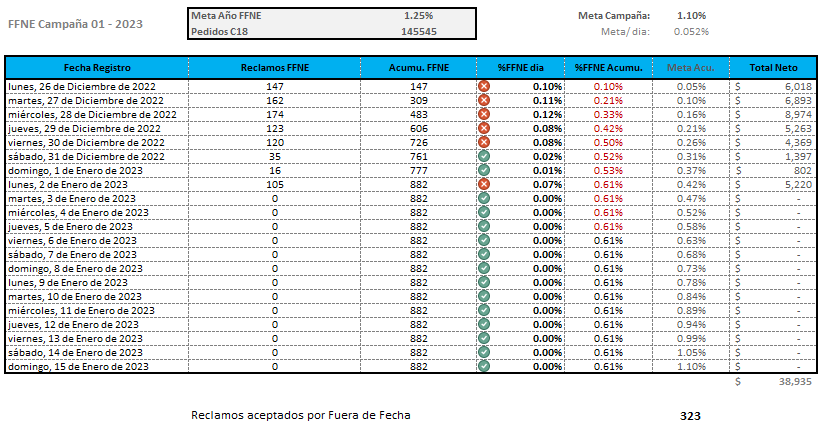 FFNE Campaña 01 - 2023
Meta Año FFNE 1.25%
Pedidos C18 145545
Meta Campaña: 1.10%
Meta/ dia: 0.052%
Fecha Registro Reclamos FFNE Acumu. FFNE %FFNE dia %FFNE Acumu. Meta Acu. Total Neto
lunes, 26 de Diciembre de 2022 147 147 0.10% 0.10% 0.05% $ 6,018
martes, 27 de Diciembre de 2022 162 309 0.11% 0.21% 0.10% $ 6,893
miércoles, 28 de Diciembre de 2022 174 483 0.12% 0.33% 0.16% $ 8,974
jueves, 29 de Diciembre de 2022 123 606 0.08% 0.42% 0.21% $ 5,263
viernes, 30 de Diciembre de 2022 120 726 0.08% 0.50% 0.26% $ 4,369
sábado, 31 de Diciembre de 2022 35 761 0.02% 0.52% 0.31% $ 1,397
domingo, 1 de Enero de 2023 16 777 0.01% 0.53% 0.37% $ 802
lunes, 2 de Enero de 2023 105 882 0.07% 0.61% 0.42% $ 5,220
martes, 3 de Enero de 2023 0 882 0.00% 0.61% 0.47% $ -
miércoles, 4 de Enero de 2023 0 882 0.00% 0.61% 0.52% $ -
jueves, 5 de Enero de 2023 0 882 0.00% 0.61% 0.58% $ -
viernes, 6 de Enero de 2023 0 882 0.00% 0.61% 0.63% $ -
sábado, 7 de Enero de 2023 0 882 0.00% 0.61% 0.68% $ -
domingo, 8 de Enero de 2023 0 882 0.00% 0.61% 0.73% $ -
lunes, 9 de Enero de 2023 0 882 0.00% 0.61% 0.78% $ -
martes, 10 de Enero de 2023 0 882 0.00% 0.61% 0.84% $ -
miércoles, 11 de Enero de 2023 0 882 0.00% 0.61% 0.89% $ -
jueves, 12 de Enero de 2023 0 882 0.00% 0.61% 0.94% $ -
viernes, 13 de Enero de 2023 0 882 0.00% 0.61% 0.99% $ -
sábado, 14 de Enero de 2023 0 882 0.00% 0.61% 1.05% $ -
domingo, 15 de Enero de 2023 0 882 0.00% 0.61% 1.10% $ -
$ 38,935
Reclamos aceptados por Fuera de Fecha 323